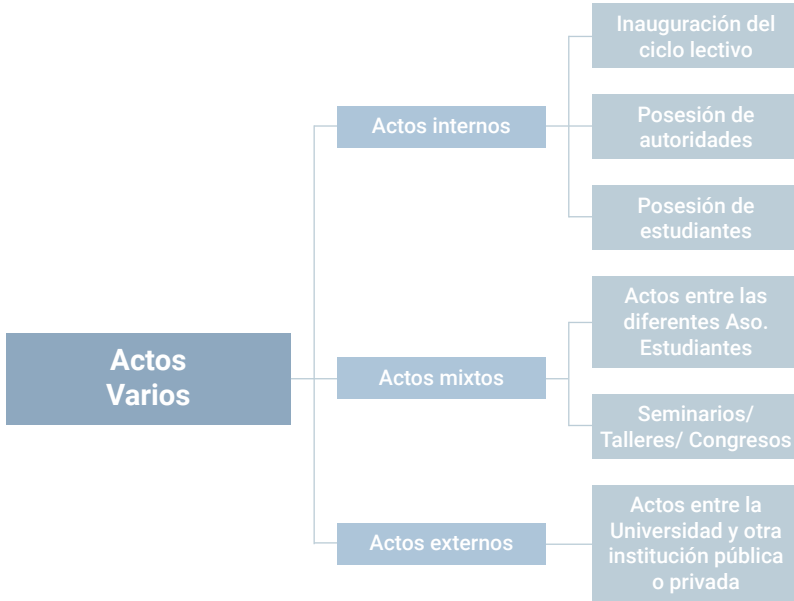 Actos
Varios
Actos internos
Inauguración del
ciclo lectivo
Posesión de
autoridades
Posesión de
estudiantes
Actos mixtos
Actos entre las
diferentes Aso.
Estudiantes
Seminarios/
Talleres/ Congresos
Actos externos
Actos entre la
Universidad y otra
institución pública
o privada